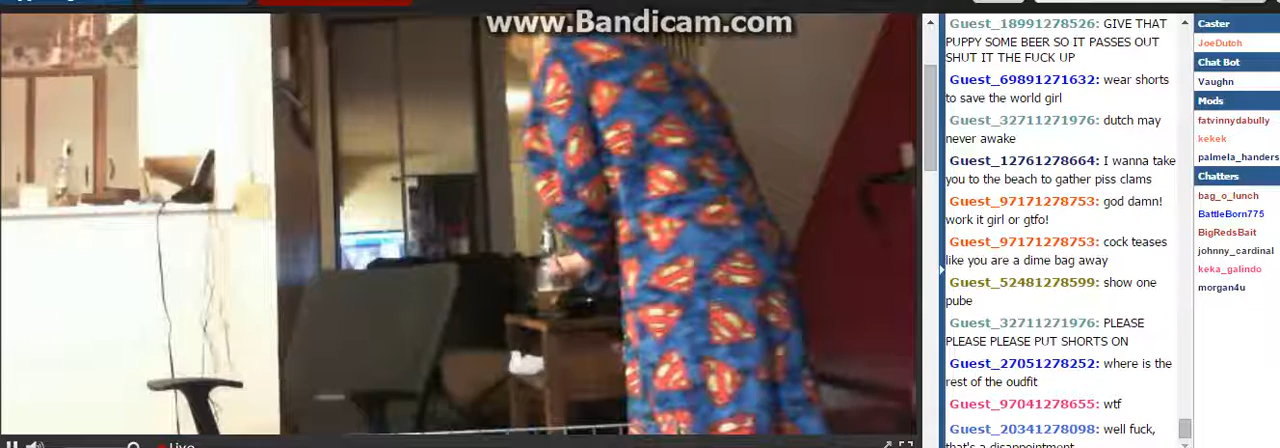 www.Bandicam.com
Live
Guest_18991278526: GIVE THAT
PUPPY SOME BEER SO IT PASSES OUT
SHUT IT THE FUCK UP
Guest_69891271632: wear shorts
to save the world girl
Guest_32711271976: dutch may
never awake
Guest_12761278664: I wanna take
you to the beach to gather piss clams
Guest_97171278753: god damn!
work it girl or gtfo!
Guest_97171278753: cock teases
like you are a dime bag away
Guest_52481278599: show one
pube
Guest_32711271976: PLEASE
PLEASE PLEASE PUT SHORTS ON
Guest_27051278252: where is the
rest of the oudfit
Guest_97041278655: wtf
Guest_20341278098: well fuck,
that's a disappointment
Caster
JoeDutch
Chat Bot
Vaughn
Mods
fatvinnydabully
kekek
palmela_handers
Chatters
bag_o_lunch
BattleBorn775
BigRedsBait
johnny_cardinal
keka_galindo
morgan4u